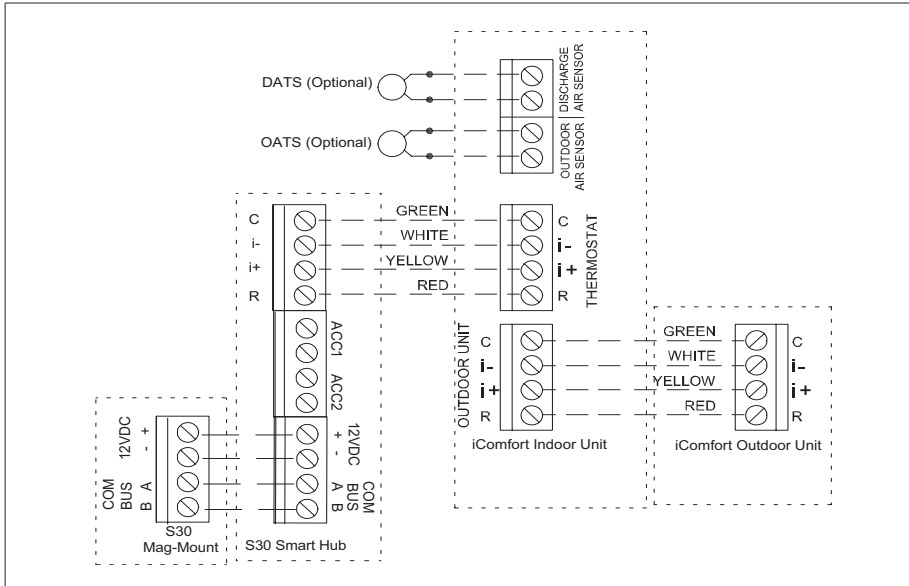 DATS (Optional)
DISCHARGE
AIR SENSOR
OATS (Optional)
OUTDOOR
AIR SENSOR
C
i-
i+
R
GREEN
WHITE
YELLOW
RED
C
i-
i+
R
THERMOSTAT
ACC1
ACC2
OUTDOOR UNIT
C
i-
i+
R
GREEN
WHITE
YELLOW
RED
C
i-
i+
R
iComfort Indoor Unit
iComfort Outdoor Unit
12VDC
+
-
COM
BUS
A
B
S30
Mag-Mount
+
-
12VDC
A
B
COM
BUS
S30 Smart Hub